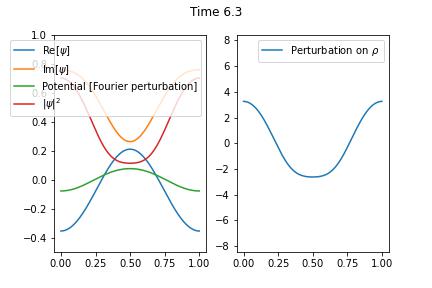 Time 6.3
1.0
0.8
0.6
0.4
0.2
0.0
−0.2
−0.4
Re[ψ]
Im[ψ]
Potential [Fourier perturbation]
|ψ|²
0.00 0.25 0.50 0.75 1.00
8
6
4
2
0
−2
−4
−6
−8
Perturbation on ρ
0.00 0.25 0.50 0.75 1.00